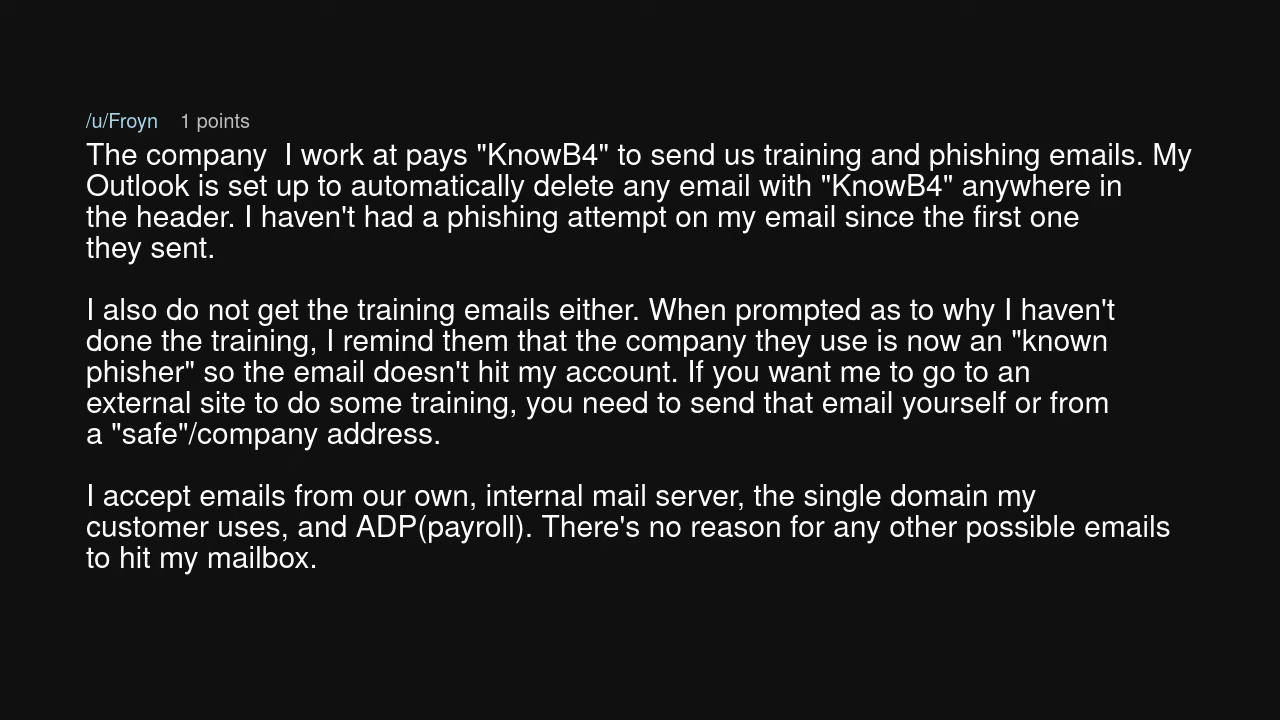 /u/Froyn 1 points
The company  I work at pays "KnowB4" to send us training and phishing emails. My
Outlook is set up to automatically delete any email with "KnowB4" anywhere in
the header. I haven't had a phishing attempt on my email since the first one
they sent.
I also do not get the training emails either. When prompted as to why I haven't
done the training, I remind them that the company they use is now an "known
phisher" so the email doesn't hit my account. If you want me to go to an
external site to do some training, you need to send that email yourself or from
a "safe"/company address.
I accept emails from our own, internal mail server, the single domain my
customer uses, and ADP(payroll). There's no reason for any other possible emails
to hit my mailbox.